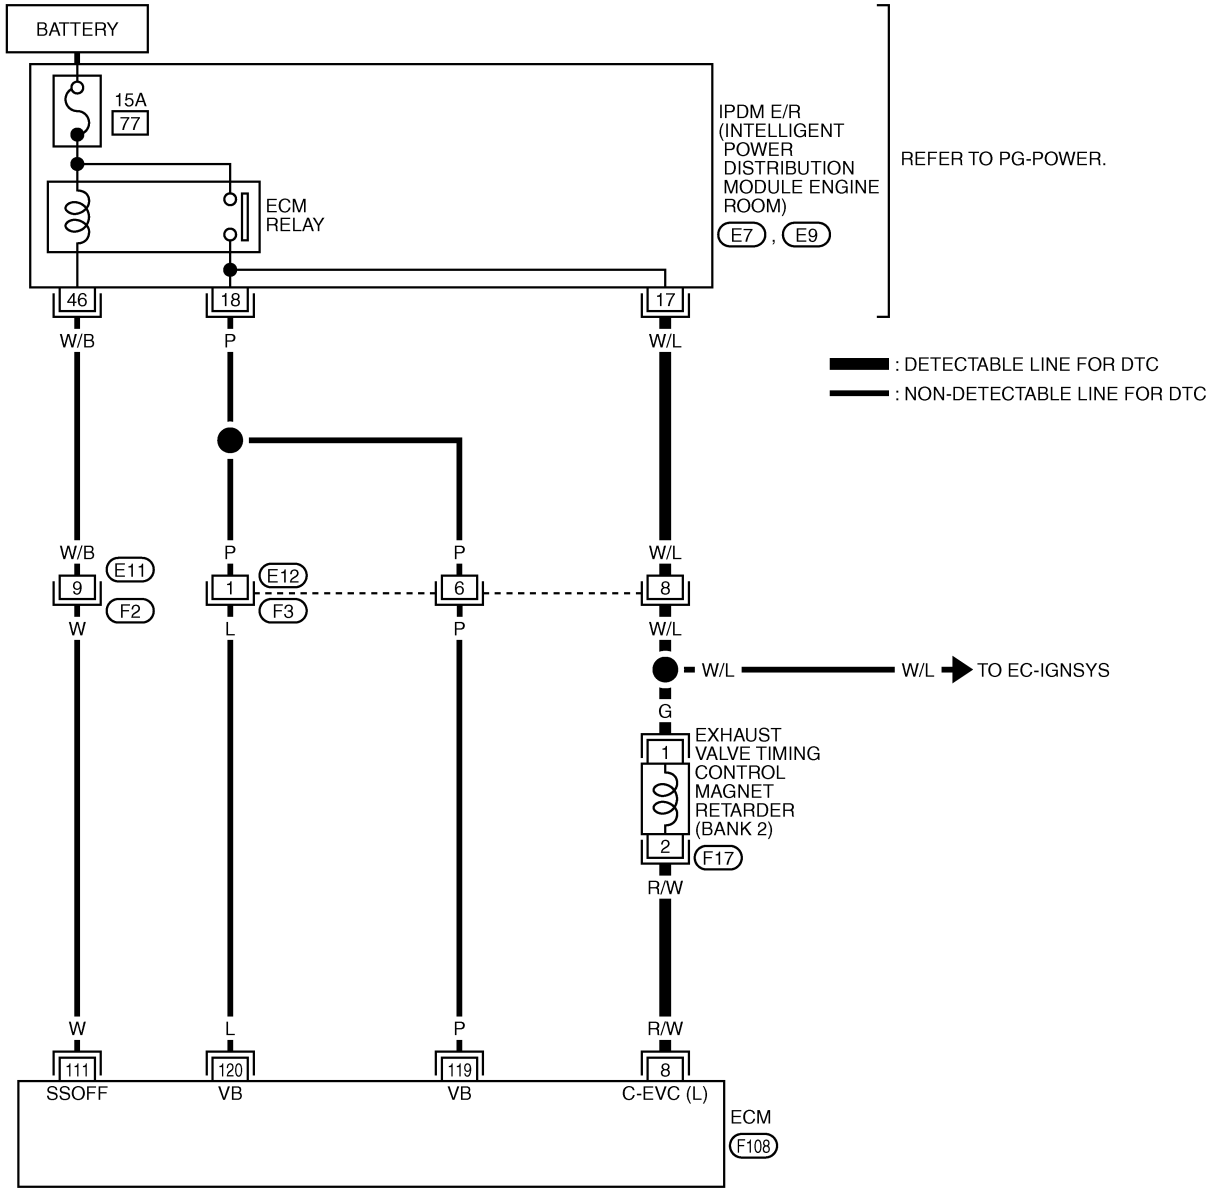 BATTERY
15A
77
IPDM E/R
(INTELLIGENT
POWER
DISTRIBUTION
MODULE ENGINE
ROOM)
E7 , E9
REFER TO PG-POWER.
ECM
RELAY
46 18 17
W/B P W/L
: DETECTABLE LINE FOR DTC
: NON-DETECTABLE LINE FOR DTC
W/B P P W/L
E11 E12
9 1 6 8
F2 F3
W L P W/L
W/L W/L TO EC-IGNSYS
G
1
EXHAUST
VALVE TIMING
CONTROL
MAGNET
RETARDER
(BANK 2)
2
F17
R/W
W L P R/W
111 120 119 8
SSOFF VB VB C-EVC (L)
ECM
F108